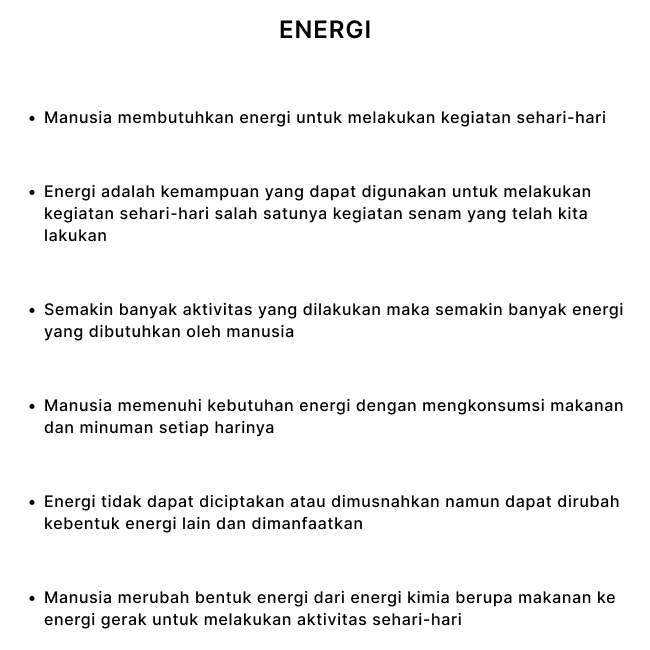 ENERGI
• Manusia membutuhkan energi untuk melakukan kegiatan sehari-hari
• Energi adalah kemampuan yang dapat digunakan untuk melakukan
kegiatan sehari-hari salah satunya kegiatan senam yang telah kita
lakukan
• Semakin banyak aktivitas yang dilakukan maka semakin banyak energi
yang dibutuhkan oleh manusia
• Manusia memenuhi kebutuhan energi dengan mengkonsumsi makanan
dan minuman setiap harinya
• Energi tidak dapat diciptakan atau dimusnahkan namun dapat dirubah
kebentuk energi lain dan dimanfaatkan
• Manusia merubah bentuk energi dari energi kimia berupa makanan ke
energi gerak untuk melakukan aktivitas sehari-hari